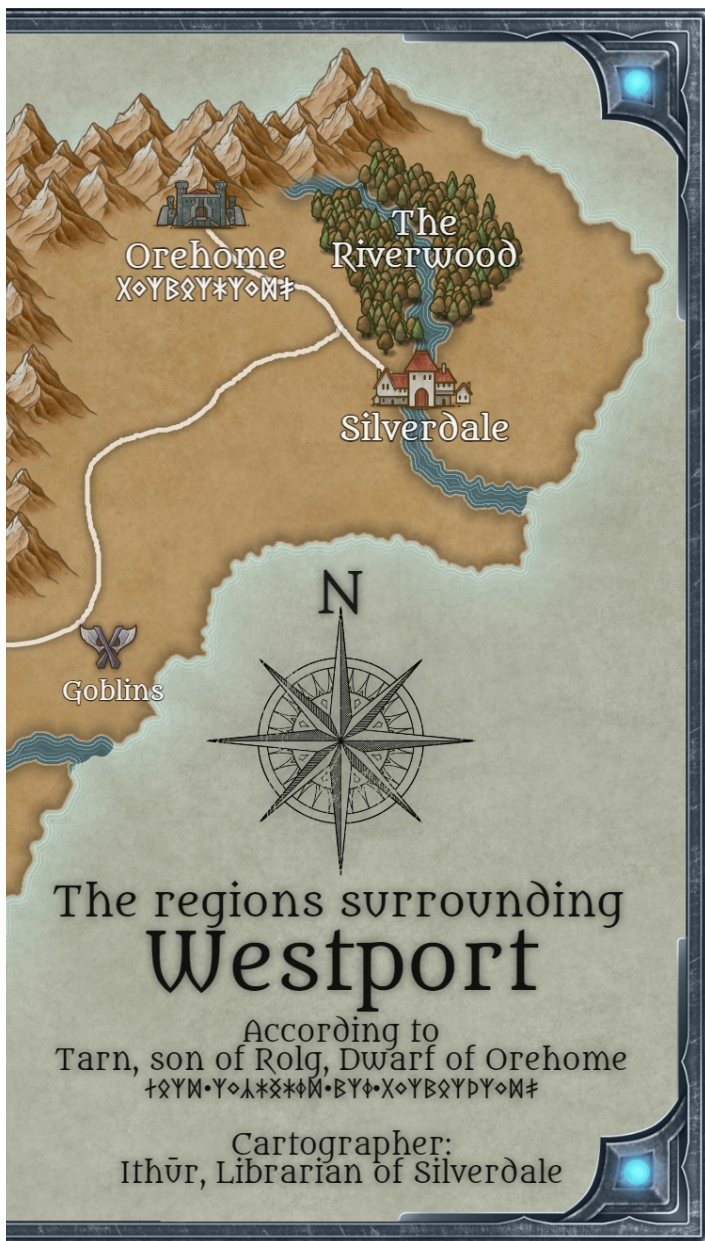 Orehome
The
Riverwood
Silverdale
Goblins
N
The regions surrounding
Westport
According to
Tarn, son of Rolg, Dwarf of Orehome
Cartographer:
Ithūr, Librarian of Silverdale